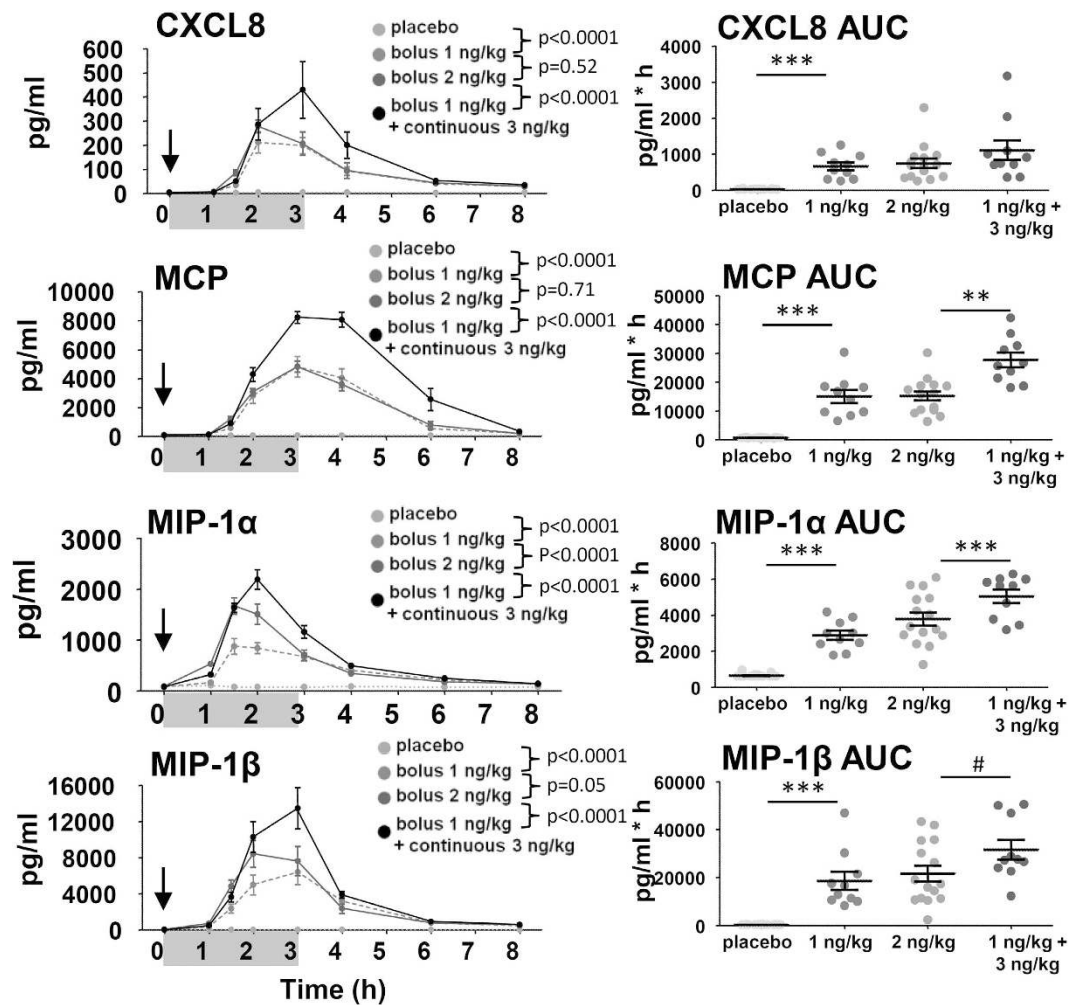 CXCL8
placebo
bolus 1 ng/kg
bolus 2 ng/kg
bolus 1 ng/kg
+ continuous 3 ng/kg
p<0.0001
p=0.52
p<0.0001
pg/ml
600
500
400
300
200
100
0
0 1 2 3 4 5 6 7 8
CXCL8 AUC
pg/ml * h
4000
3000
2000
1000
0
***
placebo 1 ng/kg 2 ng/kg 1 ng/kg +
3 ng/kg
MCP
placebo
bolus 1 ng/kg
bolus 2 ng/kg
bolus 1 ng/kg
+ continuous 3 ng/kg
p<0.0001
p=0.71
p<0.0001
pg/ml
10000
8000
6000
4000
2000
0
0 1 2 3 4 5 6 7 8
MCP AUC
pg/ml * h
50000
40000
30000
20000
10000
0
***
**
placebo 1 ng/kg 2 ng/kg 1 ng/kg +
3 ng/kg
MIP-1α
placebo
bolus 1 ng/kg
bolus 2 ng/kg
bolus 1 ng/kg
+ continuous 3 ng/kg
p<0.0001
P<0.0001
p<0.0001
pg/ml
3000
2000
1000
0
0 1 2 3 4 5 6 7 8
MIP-1α AUC
pg/ml * h
8000
6000
4000
2000
0
***
***
placebo 1 ng/kg 2 ng/kg 1 ng/kg +
3 ng/kg
MIP-1β
placebo
bolus 1 ng/kg
bolus 2 ng/kg
bolus 1 ng/kg
+ continuous 3 ng/kg
p<0.0001
p=0.05
p<0.0001
pg/ml
16000
12000
8000
4000
0
0 1 2 3 4 5 6 7 8
Time (h)
MIP-1β AUC
pg/ml * h
60000
40000
20000
0
***
#
placebo 1 ng/kg 2 ng/kg 1 ng/kg +
3 ng/kg